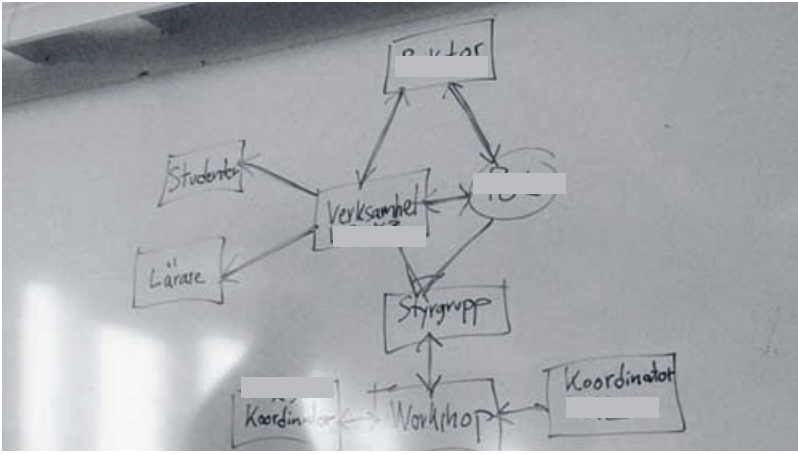 Studenter
Verksamhet
Lärare
Styrgrupp
Koordinator
Koordinator
Workshop